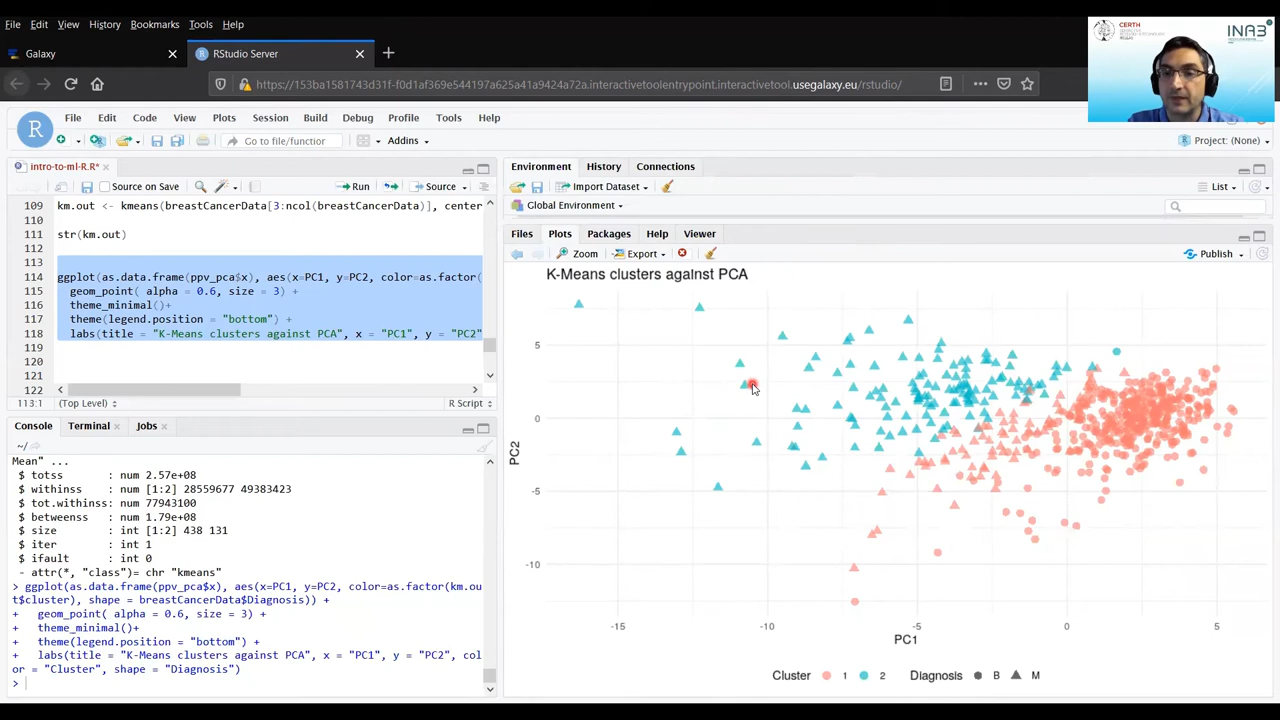 File Edit View History Bookmarks Tools Help
CERTH
INAB
Galaxy
RStudio Server
https://153ba1581743d31f-f0d1af369e544197a625a41a9424a72a.interactivetoolentrypoint.interactivetool.usegalaxy.eu/rstudio/
File Edit Code View Plots Session Build Debug Profile Tools Help
Go to file/function
Addins
Project: (None)
intro-to-ml-R.R*
Source on Save
Run
Source
109 km.out <- kmeans(breastCancerData[3:ncol(breastCancerData)], center
110
111 str(km.out)
112
113
114 ggplot(as.data.frame(ppv_pca$x), aes(x=PC1, y=PC2, color=as.factor(
115 geom_point( alpha = 0.6, size = 3) +
116 theme_minimal()+
117 theme(legend.position = "bottom") +
118 labs(title = "K-Means clusters against PCA", x = "PC1", y = "PC2"
119
120
121
122
113:1 (Top Level) R Script
Console Terminal Jobs
~/
Mean" ...
$ totss : num 2.57e+08
$ withinss : num [1:2] 28559677 49383423
$ tot.withinss: num 77943100
$ betweenss : num 1.79e+08
$ size : int [1:2] 438 131
$ iter : int 1
$ ifault : int 0
- attr(*, "class")= chr "kmeans"
> ggplot(as.data.frame(ppv_pca$x), aes(x=PC1, y=PC2, color=as.factor(km.ou
t$cluster), shape = breastCancerData$Diagnosis)) +
+ geom_point( alpha = 0.6, size = 3) +
+ theme_minimal()+
+ theme(legend.position = "bottom") +
+ labs(title = "K-Means clusters against PCA", x = "PC1", y = "PC2", col
or = "Cluster", shape = "Diagnosis")
>
Environment History Connections
Import Dataset
List
Global Environment
Files Plots Packages Help Viewer
Zoom Export
Publish
K-Means clusters against PCA
5
0
-5
-10
PC2
-15 -10 -5 0 5
PC1
Cluster 1 2 Diagnosis B M